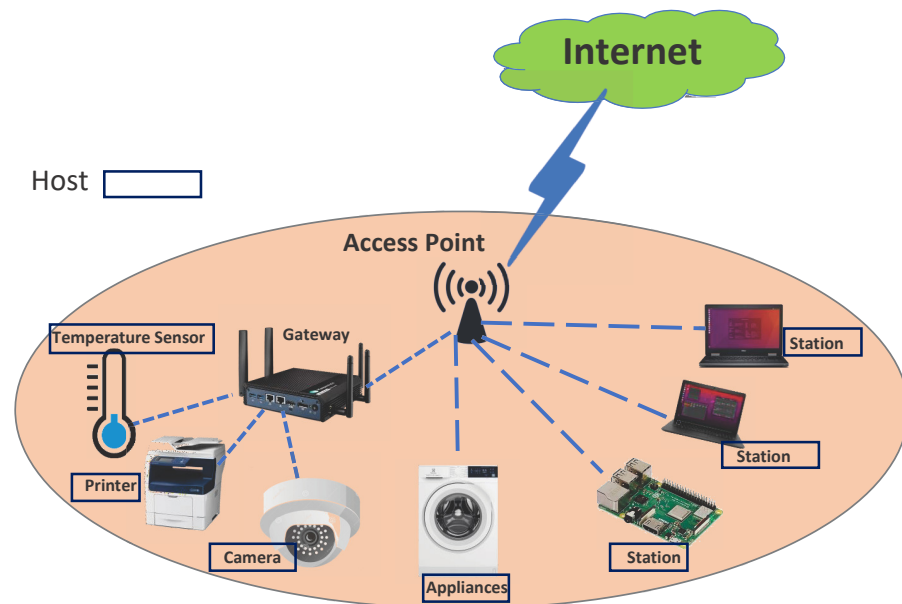 Internet
Host
Access Point
Temperature Sensor
Gateway
Station
Station
Printer
Camera
Station
Appliances